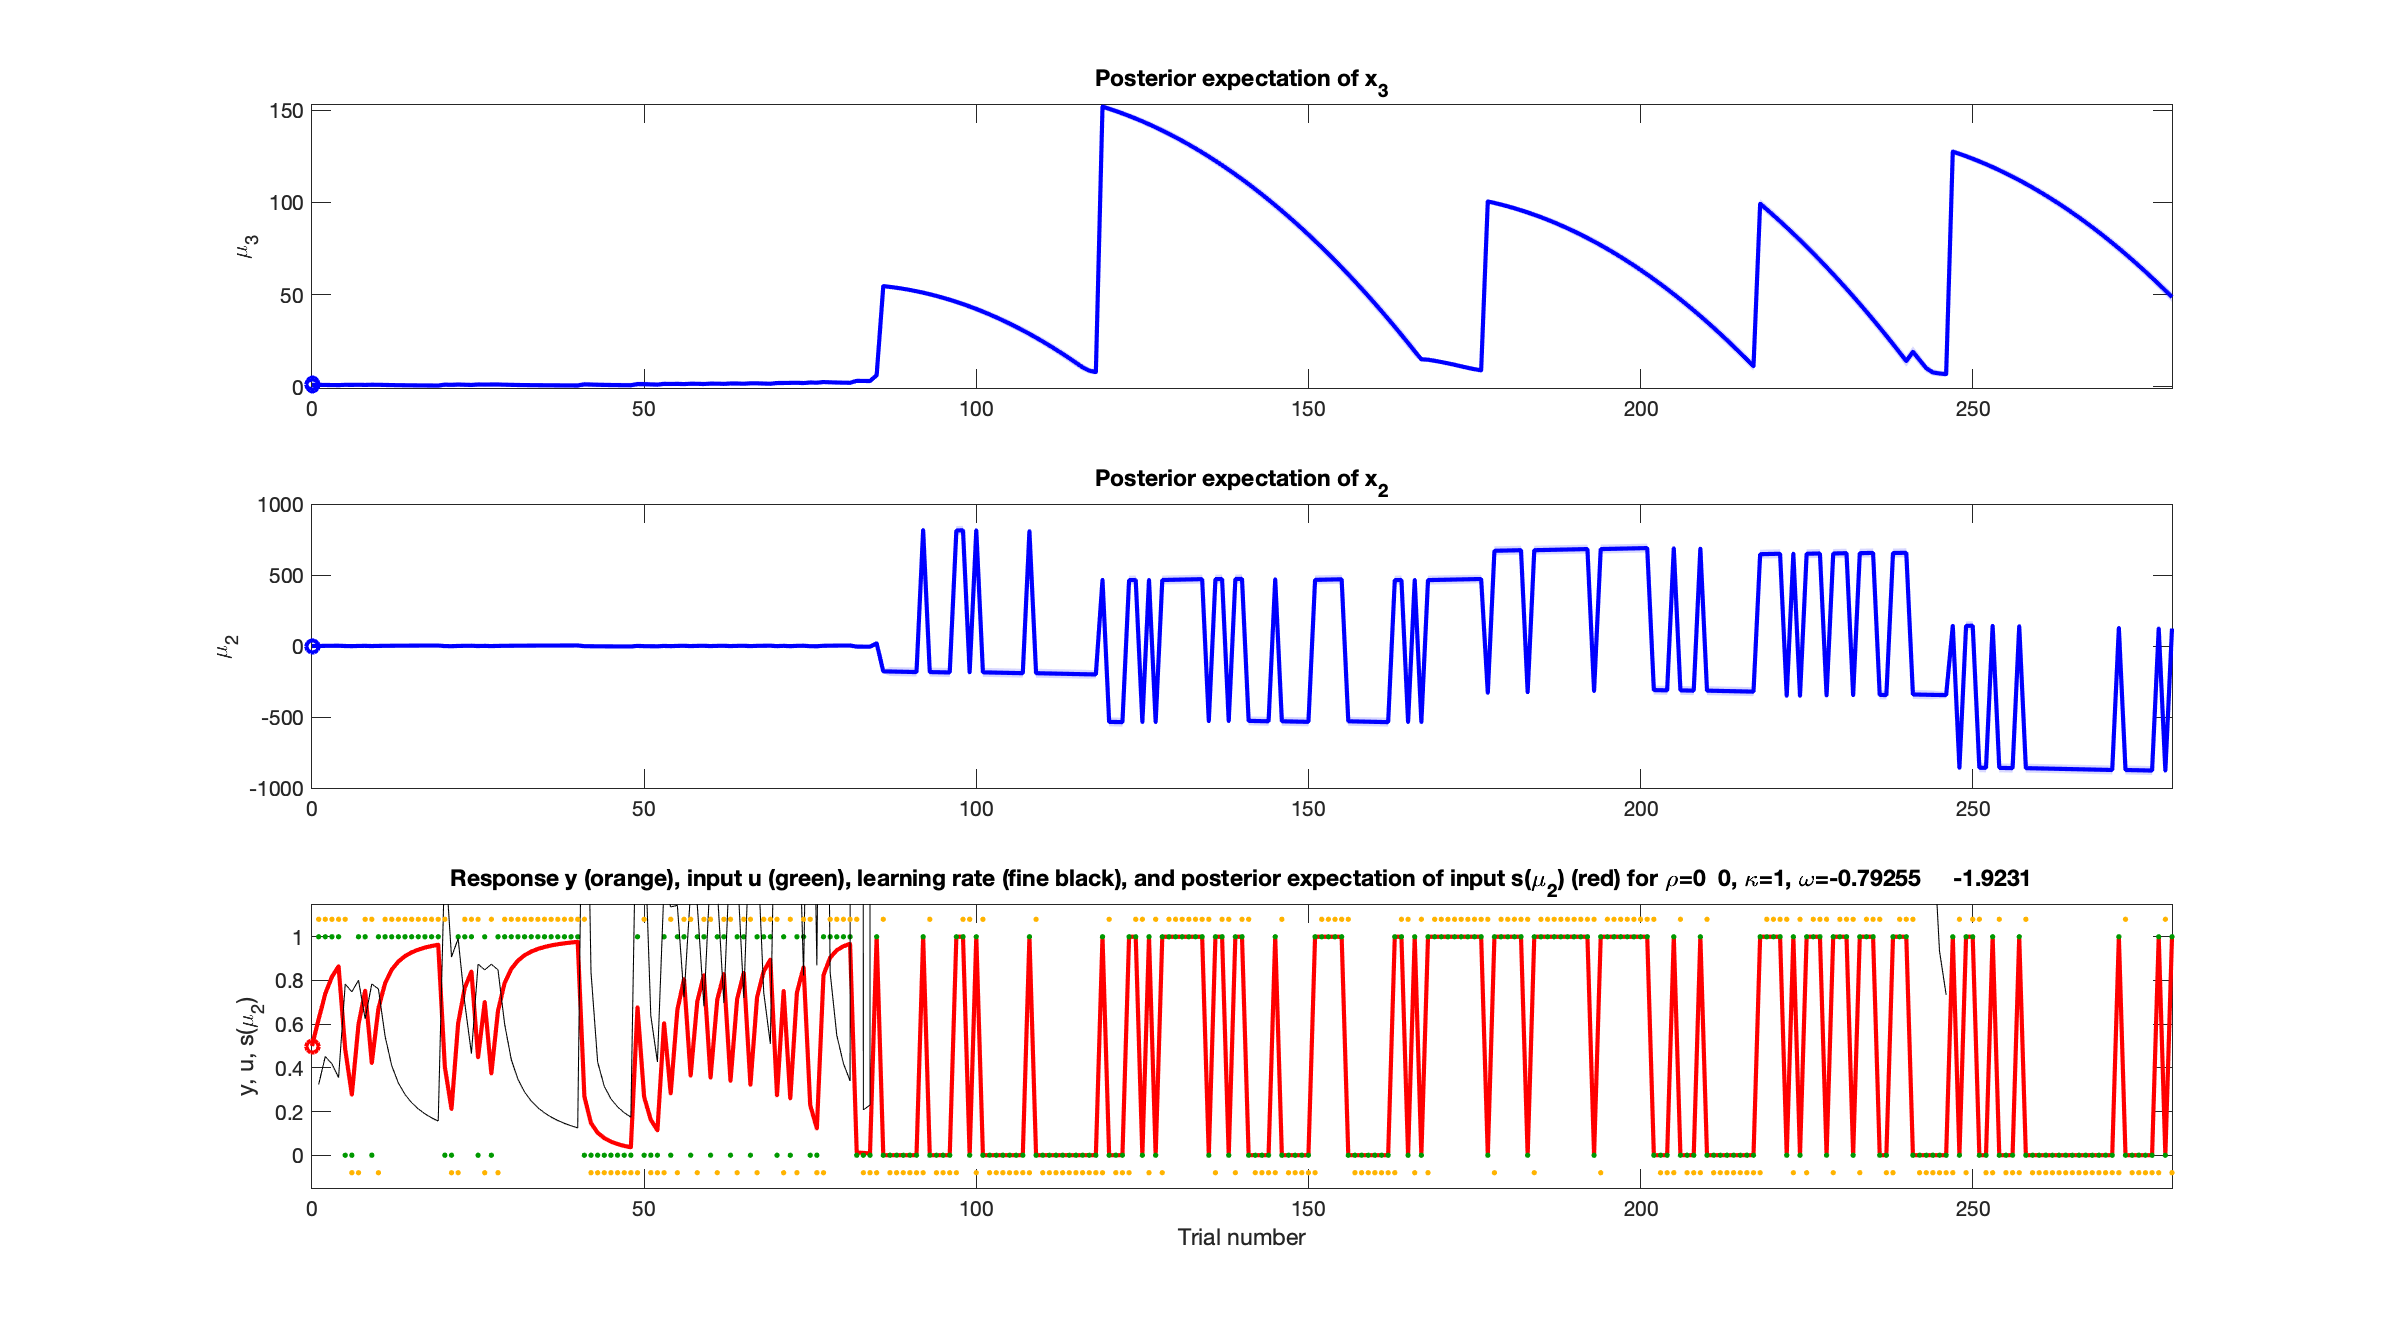 Posterior expectation of x3
150
100
50
0
μ3
0 50 100 150 200 250
Posterior expectation of x2
1000
500
0
-500
-1000
μ2
0 50 100 150 200 250
Response y (orange), input u (green), learning rate (fine black), and posterior expectation of input s(μ2) (red) for ρ=0 0, κ=1, ω=-0.79255 -1.9231
1
0.8
0.6
0.4
0.2
0
y, u, s(μ2)
0 50 100 150 200 250
Trial number